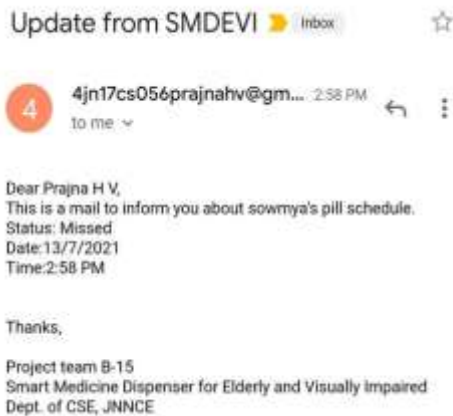 Update from SMDEVI Inbox
4
4jn17cs056prajnahv@gm... 2:58 PM
to me
Dear Prajna H V,
This is a mail to inform you about sowmya's pill schedule.
Status: Missed
Date:13/7/2021
Time:2:58 PM
Thanks,
Project team B-15
Smart Medicine Dispenser for Elderly and Visually Impaired
Dept. of CSE, JNNCE